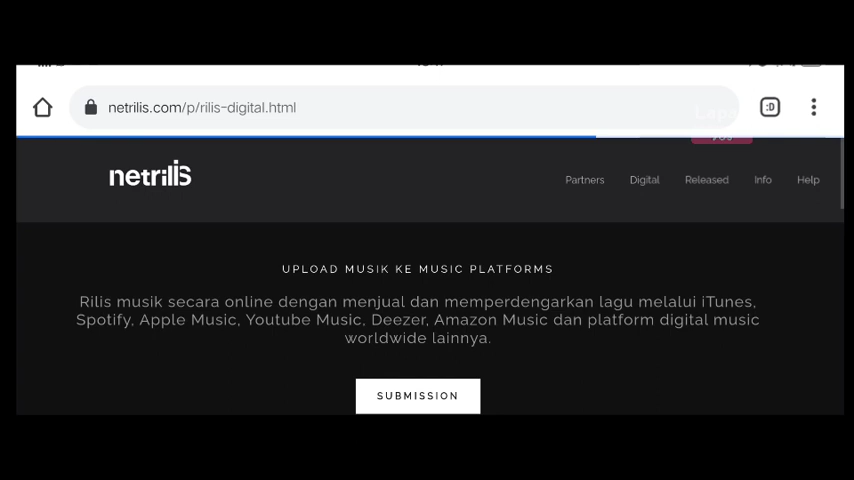 netrilis.com/p/rilis-digital.html
:D
netrilis
Partners Digital Released Info Help
UPLOAD MUSIK KE MUSIC PLATFORMS
Rilis musik secara online dengan menjual dan memperdengarkan lagu melalui iTunes,
Spotify, Apple Music, Youtube Music, Deezer, Amazon Music dan platform digital music
worldwide lainnya.
SUBMISSION